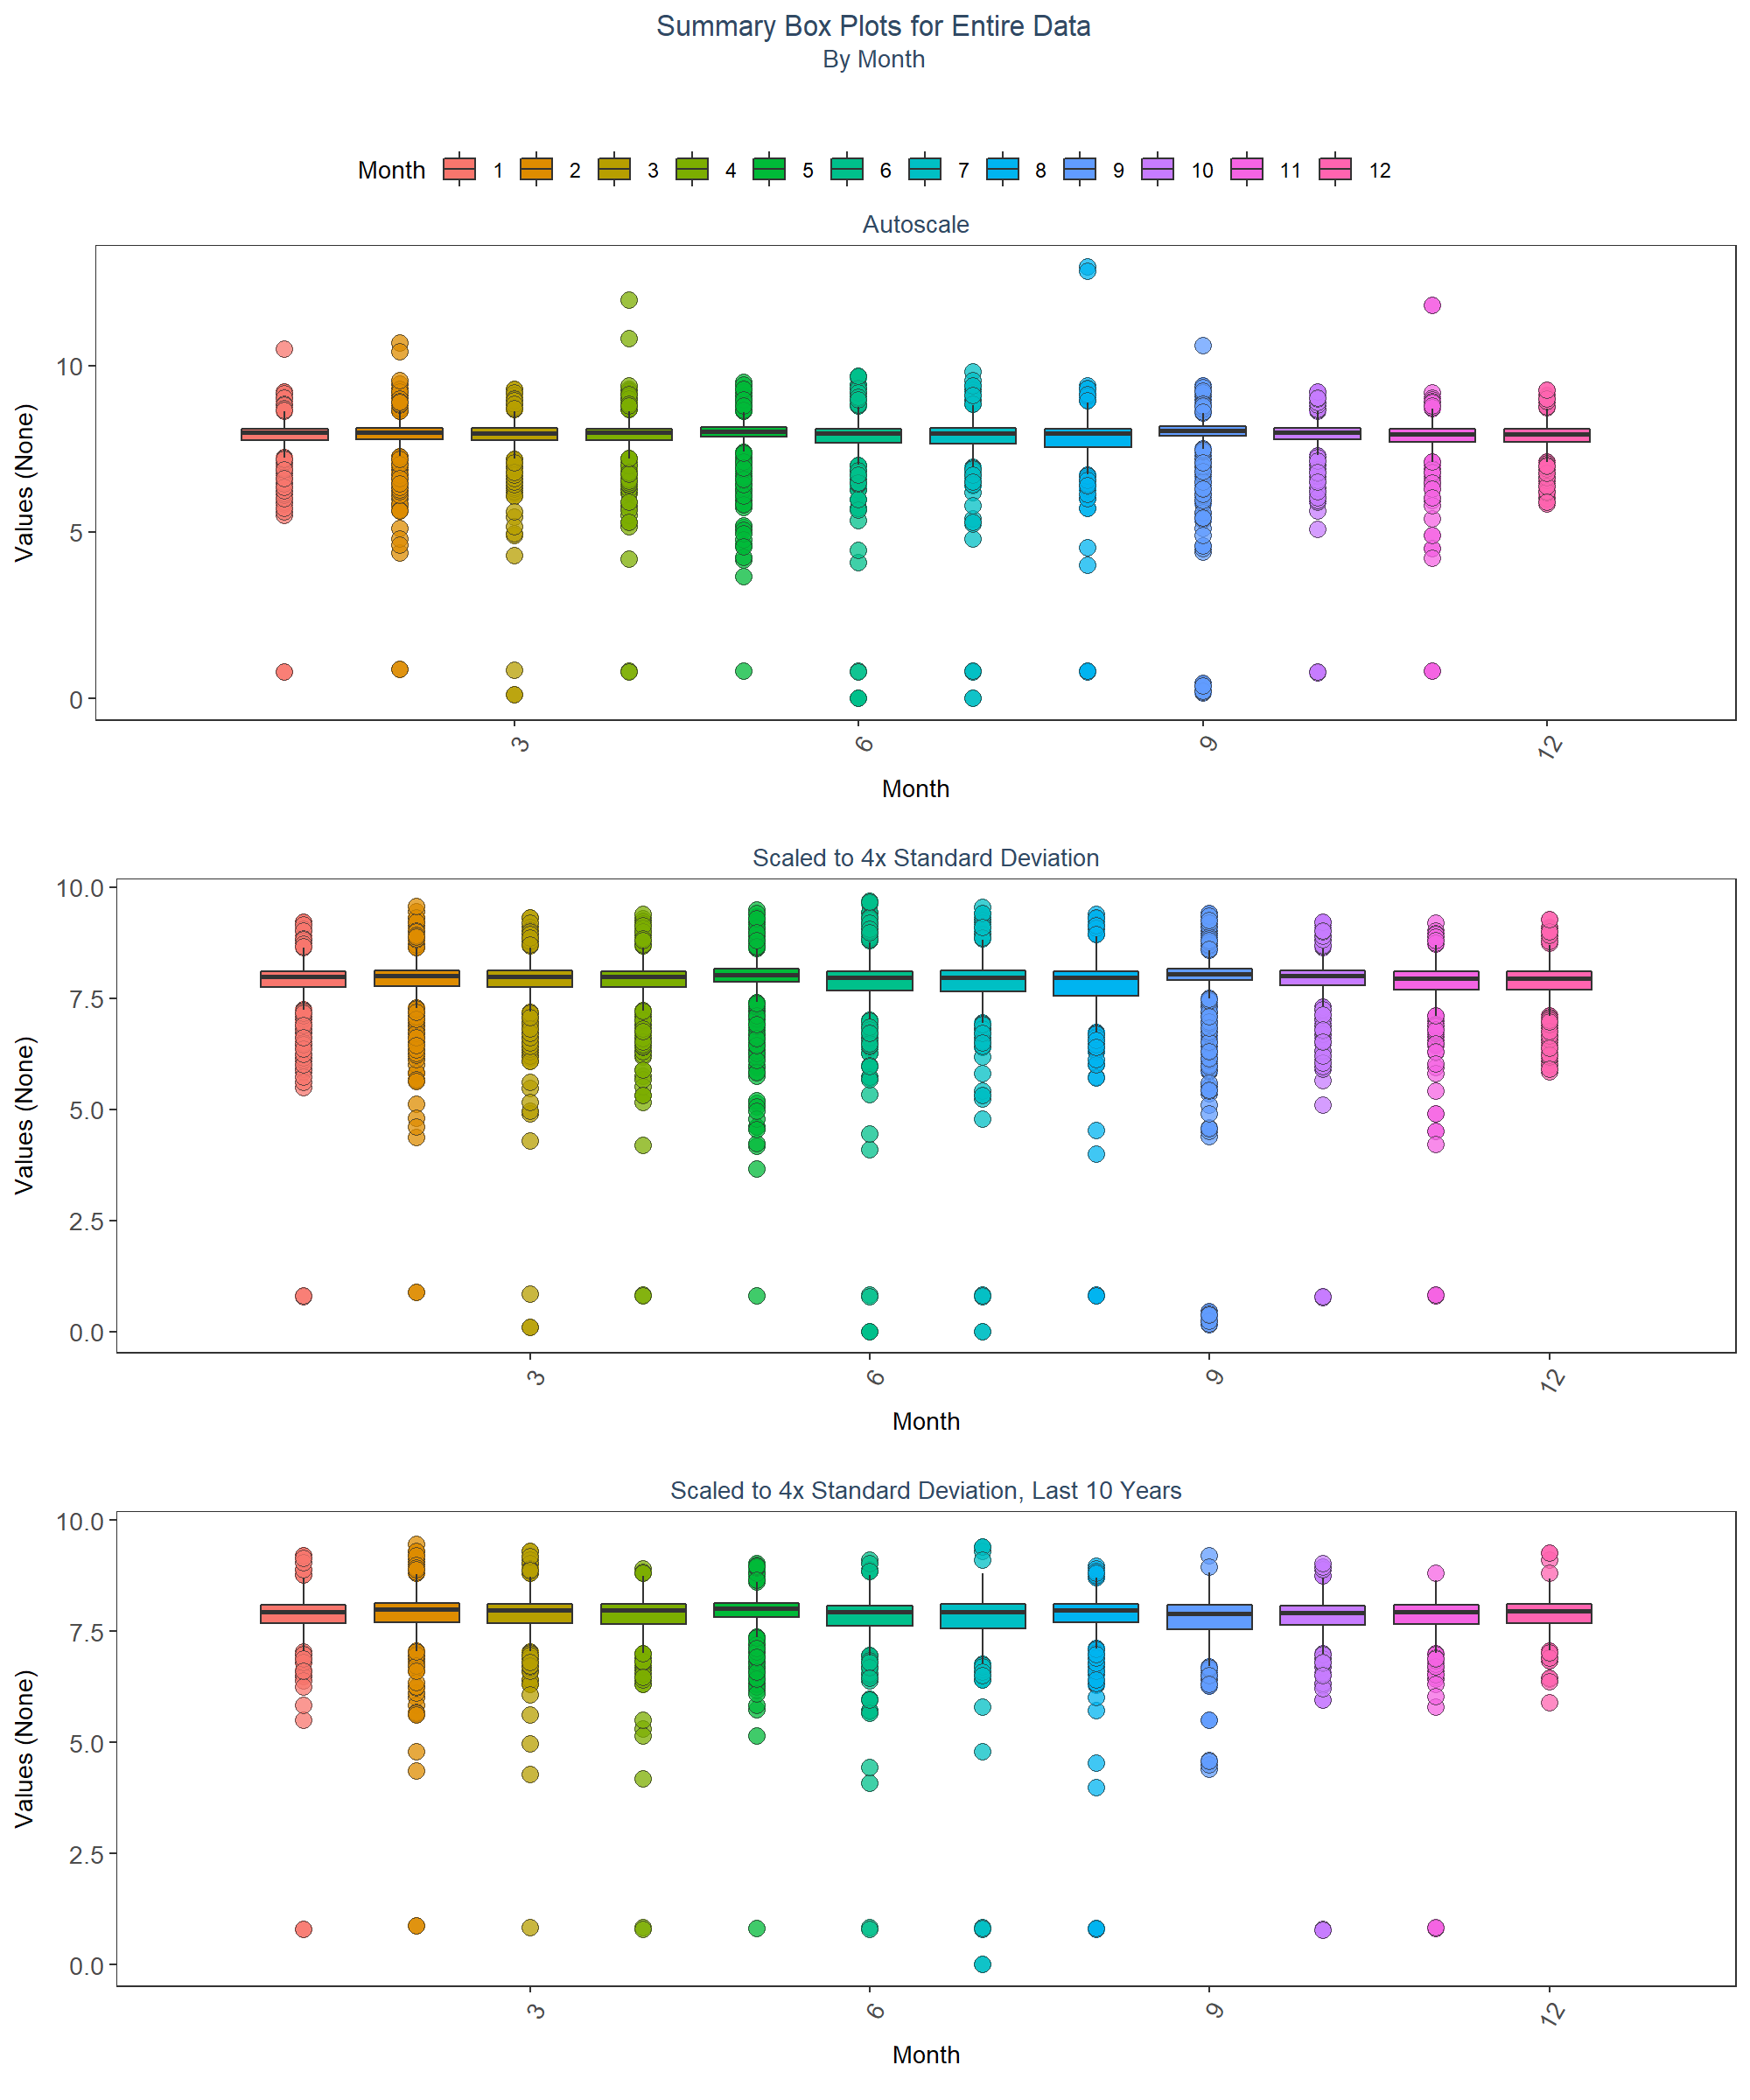 Summary Box Plots for Entire Data
By Month
Month 1 2 3 4 5 6 7 8 9 10 11 12
Autoscale
Values (None)
10
5
0
3 6 9 12
Month
Scaled to 4x Standard Deviation
Values (None)
10.0
7.5
5.0
2.5
0.0
3 6 9 12
Month
Scaled to 4x Standard Deviation, Last 10 Years
Values (None)
10.0
7.5
5.0
2.5
0.0
3 6 9 12
Month